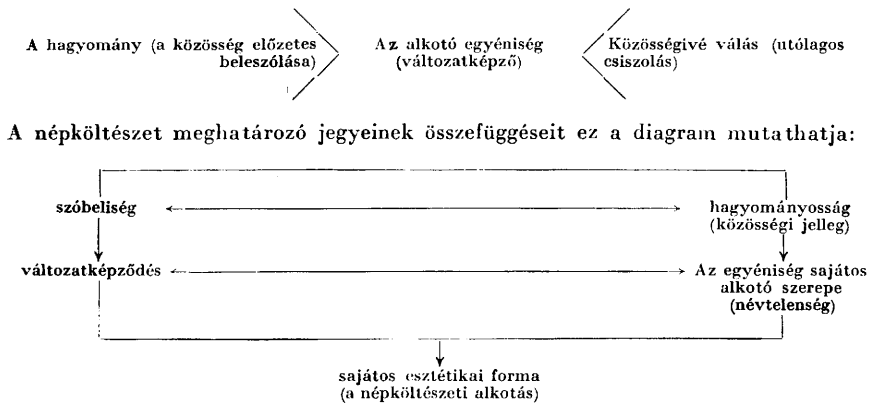 A hagyomány (a közösség előzetes
beleszólása)
Az alkotó egyéniség
(változatképző)
Közösségivé válás (utólagos
csiszolás)
A népköltészet meghatározó jegyeinek összefüggéseit ez a diagram mutathatja:
szóbeliség
hagyományosság
(közösségi jelleg)
változatképződés
Az egyéniség sajátos
alkotó szerepe
(névtelenség)
sajátos esztétikai forma
(a népköltészeti alkotás)